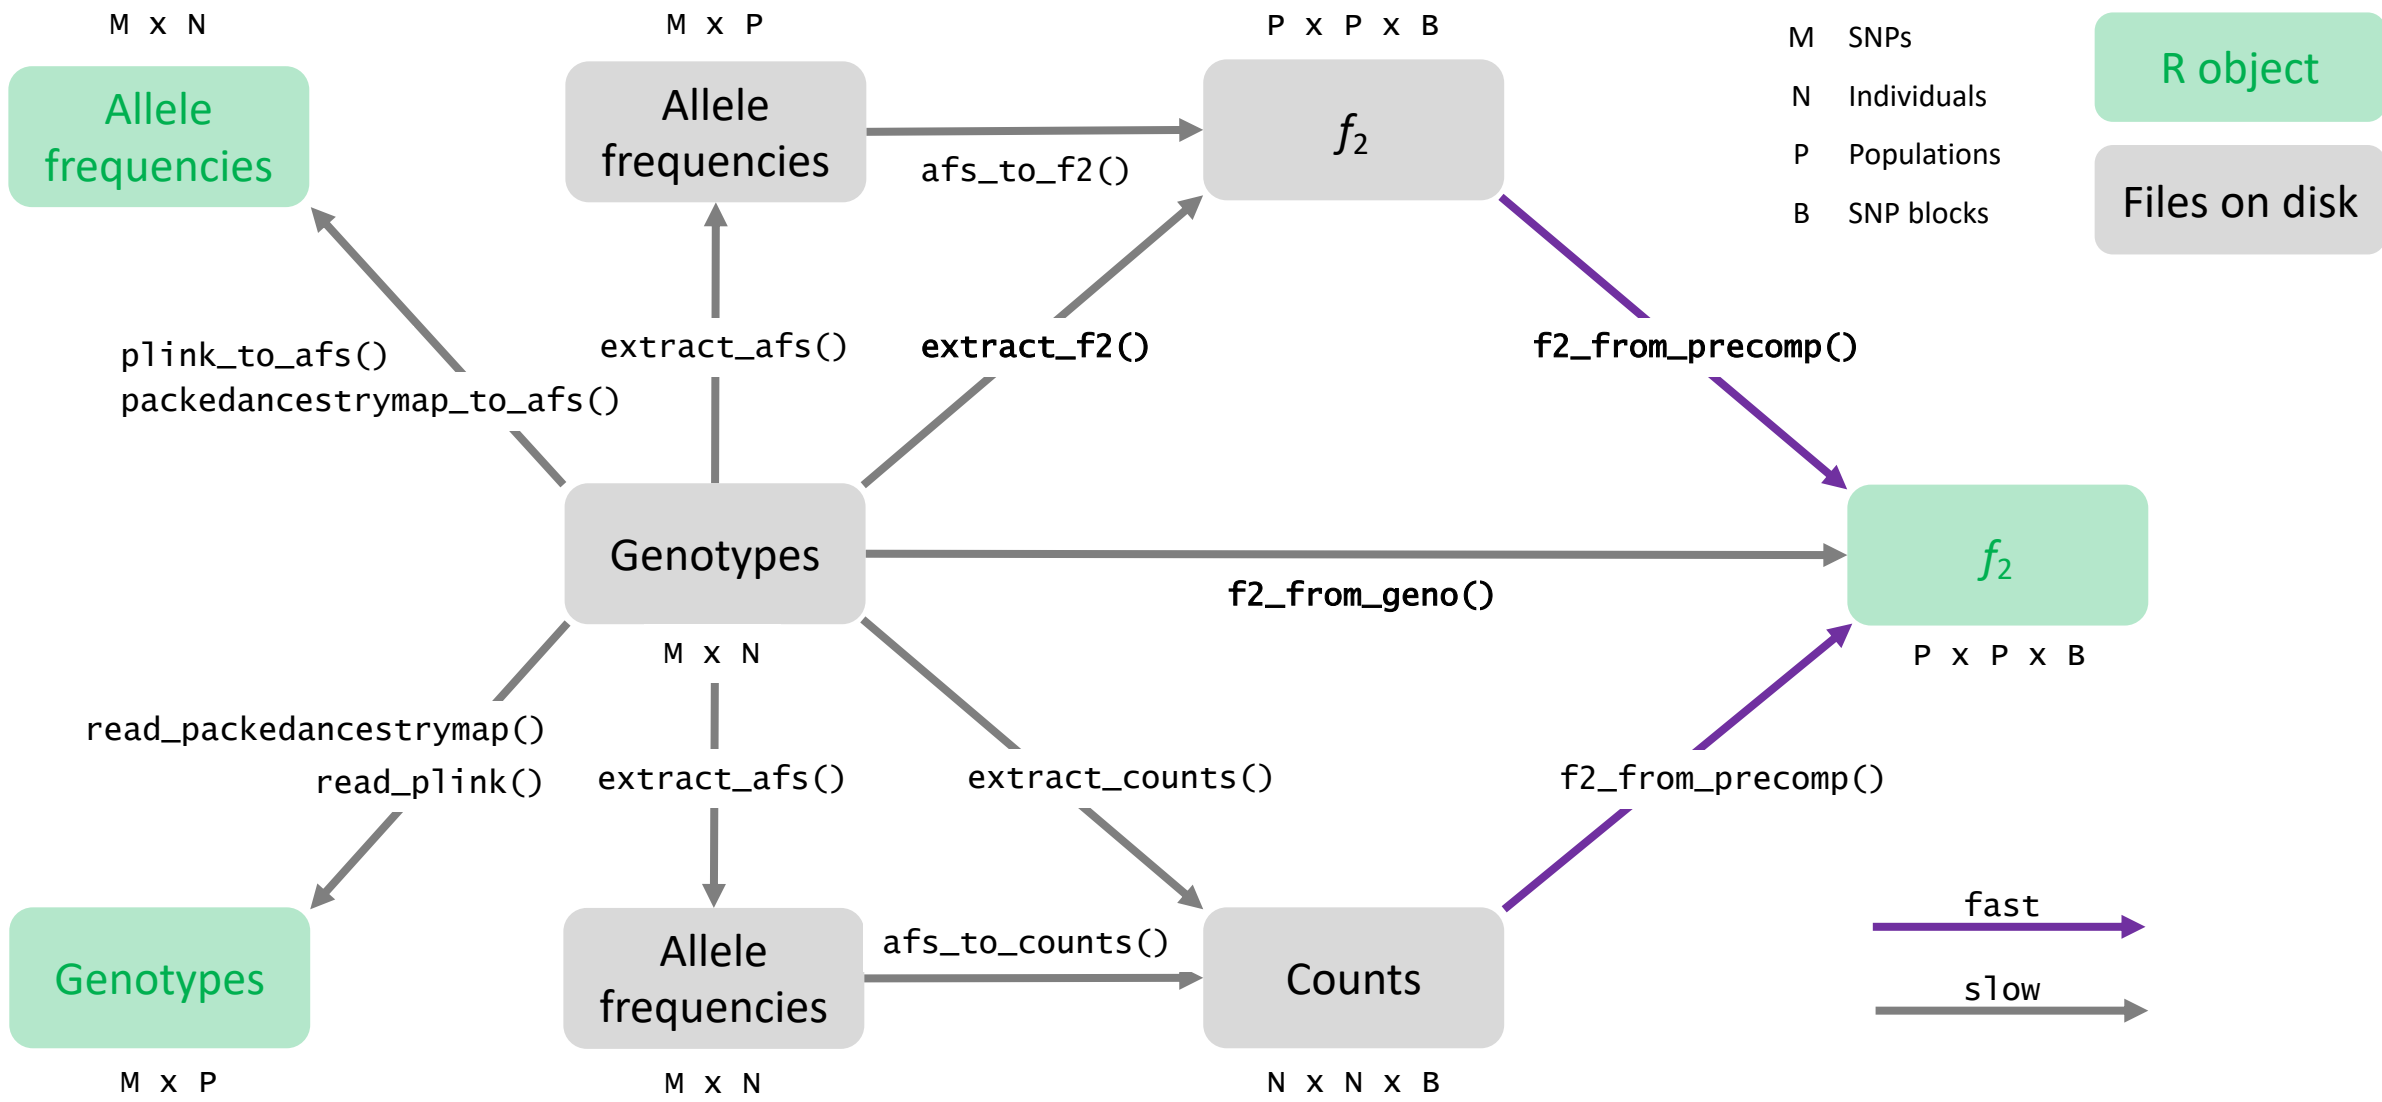 M x N
M x P
P x P x B
M SNPs
N Individuals
P Populations
B SNP blocks
R object
Files on disk
Allele
frequencies
Allele
frequencies
afs_to_f2()
f2
plink_to_afs()
packedancestrymap_to_afs()
extract_afs()
extract_f2()
f2_from_precomp()
Genotypes
M x N
f2_from_geno()
f2
P x P x B
read_packedancestrymap()
read_plink()
extract_afs()
extract_counts()
f2_from_precomp()
Genotypes
M x P
Allele
frequencies
M x N
afs_to_counts()
Counts
N x N x B
fast
slow